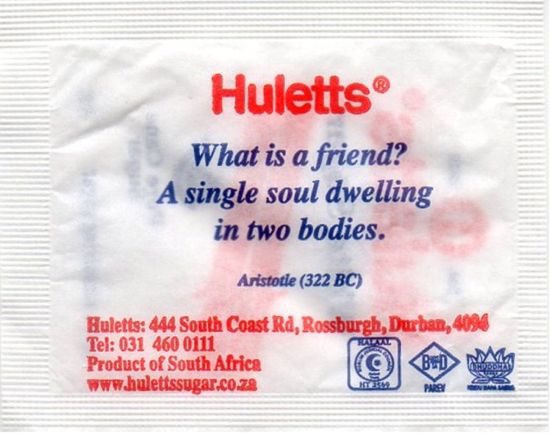 Huletts®
What is a friend?
A single soul dwelling
in two bodies.
Aristotle (322 BC)
Huletts: 444 South Coast Rd, Rossburgh, Durban, 4094
Tel: 031 460 0111
Product of South Africa
www.hulettssugar.co.za
HALAAL
B D
PAREV
BHUDDHA